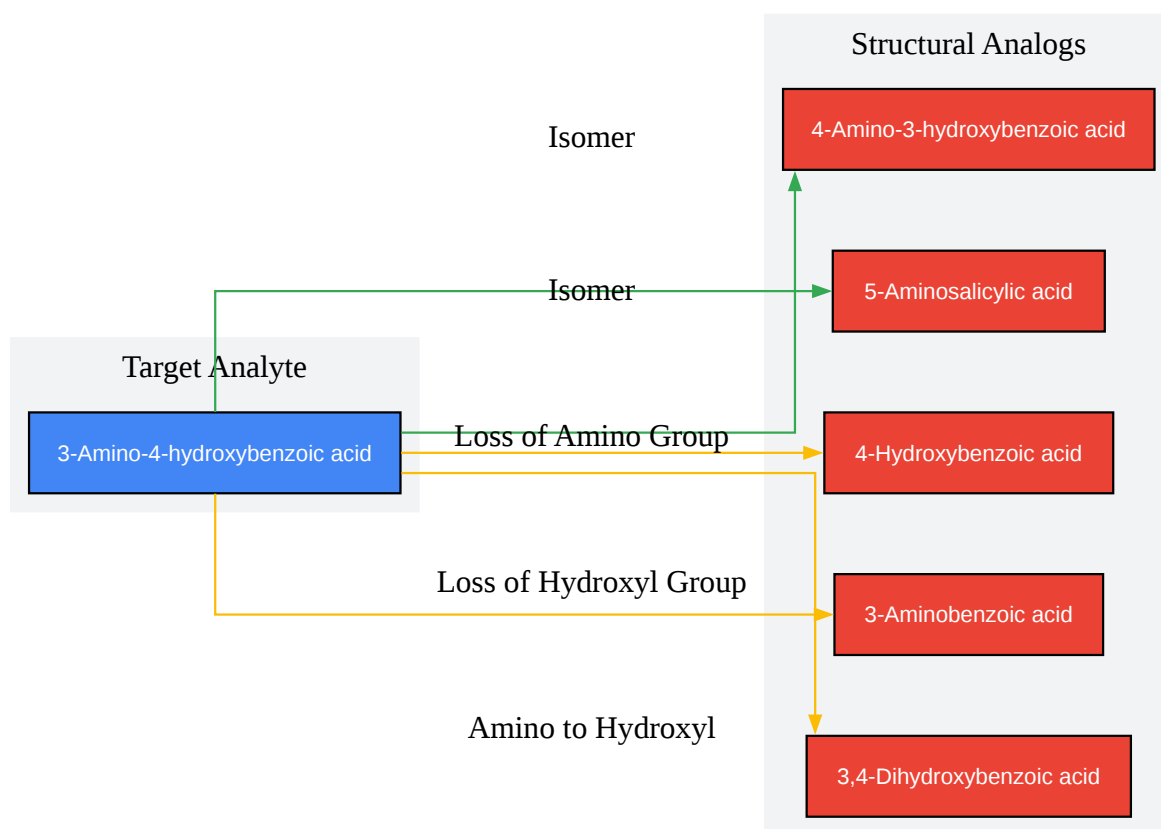 Structural Analogs
Isomer
4-Amino-3-hydroxybenzoic acid
Isomer
5-Aminosalicylic acid
Target Analyte
3-Amino-4-hydroxybenzoic acid
Loss of Amino Group
4-Hydroxybenzoic acid
Loss of Hydroxyl Group
3-Aminobenzoic acid
Amino to Hydroxyl
3,4-Dihydroxybenzoic acid